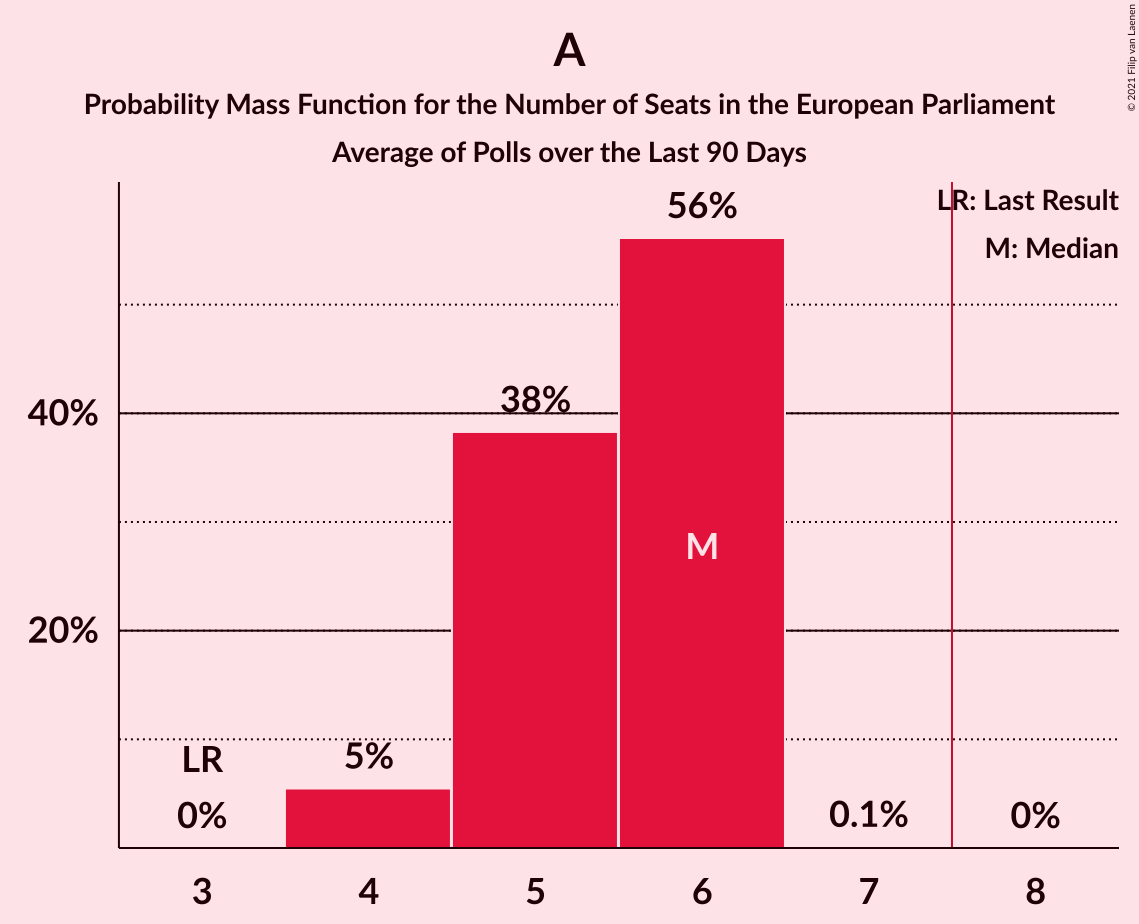 A
Probability Mass Function for the Number of Seats in the European Parliament
Average of Polls over the Last 90 Days
© 2021 Filip van Laenen
LR: Last Result
M: Median
56%
38%
40%
M
20%
LR
5%
0%
0.1%
0%
3 4 5 6 7 8